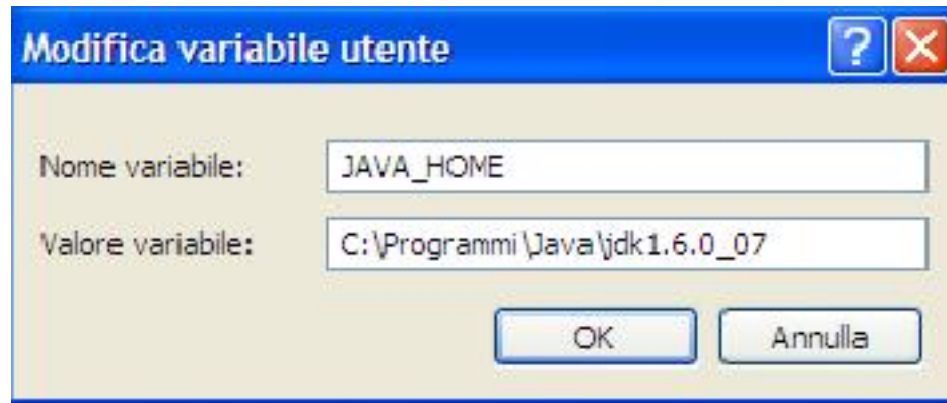 Modifica variabile utente
Nome variabile: JAVA_HOME
Valore variabile: C:\Programmi\Java\jdk1.6.0_07
OK Annulla